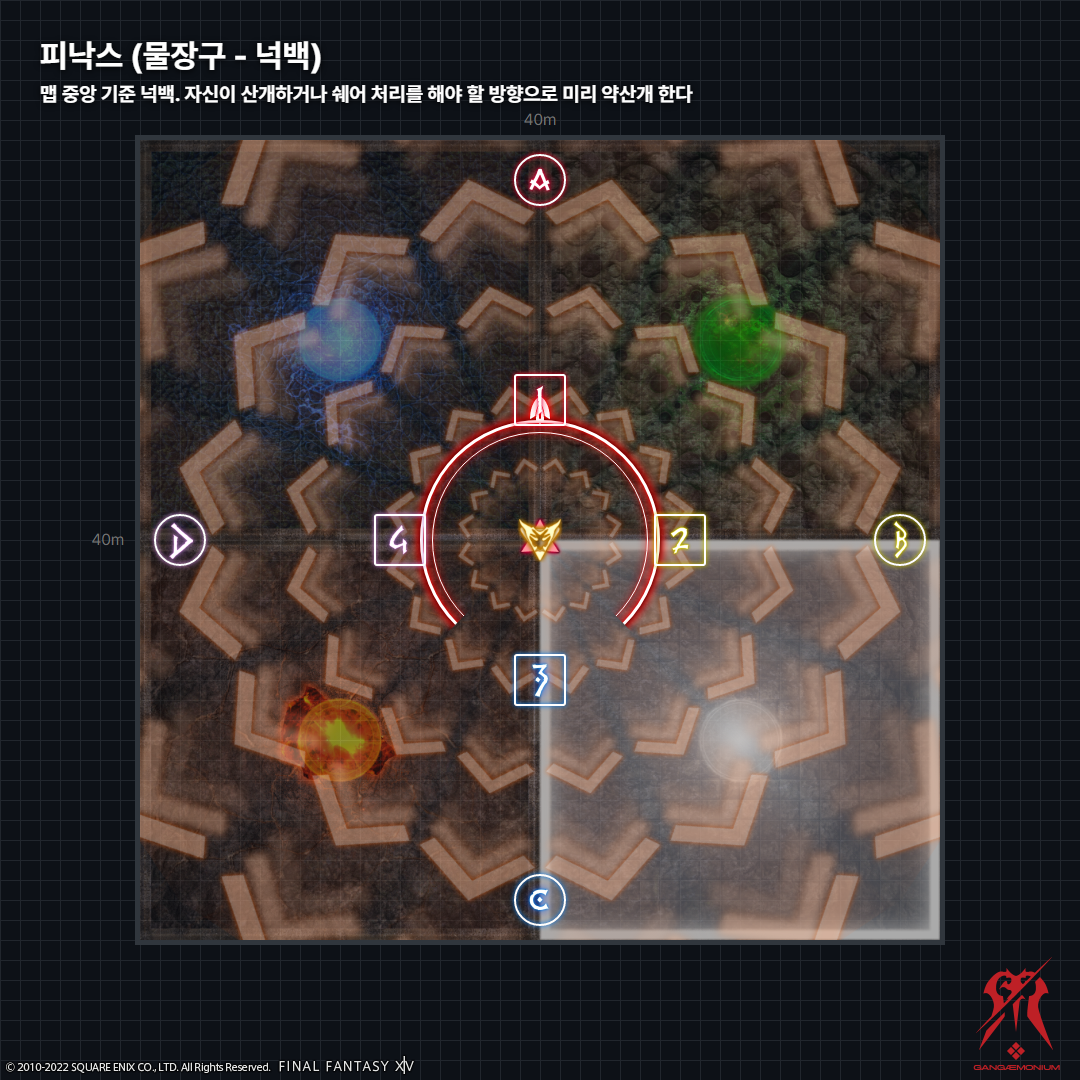 피낙스 (물장구 - 넉백)
맵 중앙 기준 넉백. 자신이 산개하거나 쉐어 처리를 해야 할 방향으로 미리 약산개 한다
40m
A
40m
D
4
2
B
3
C
© 2010-2022 SQUARE ENIX CO., LTD. All Rights Reserved. FINAL FANTASY XIV
GANGÆMONIUM